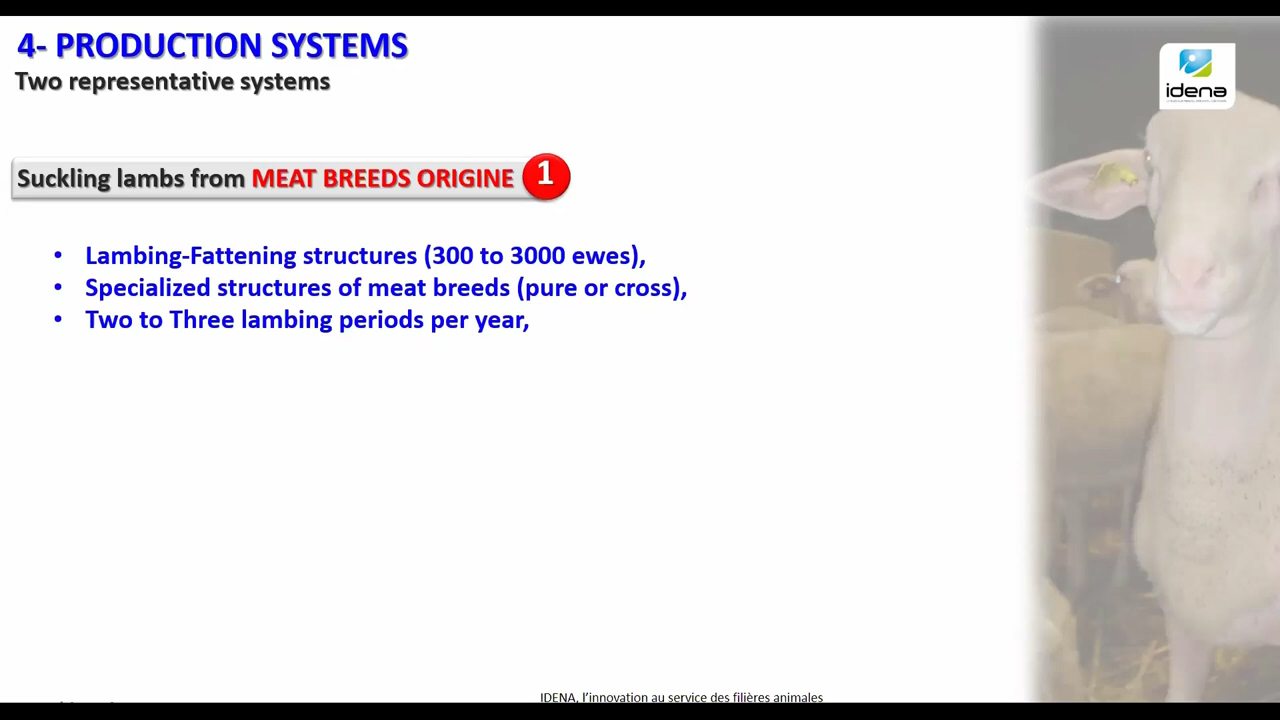 4- PRODUCTION SYSTEMS
Two representative systems
idena
Suckling lambs from MEAT BREEDS ORIGINE 1
• Lambing-Fattening structures (300 to 3000 ewes),
• Specialized structures of meat breeds (pure or cross),
• Two to Three lambing periods per year,
IDENA, l'innovation au service des filières animales